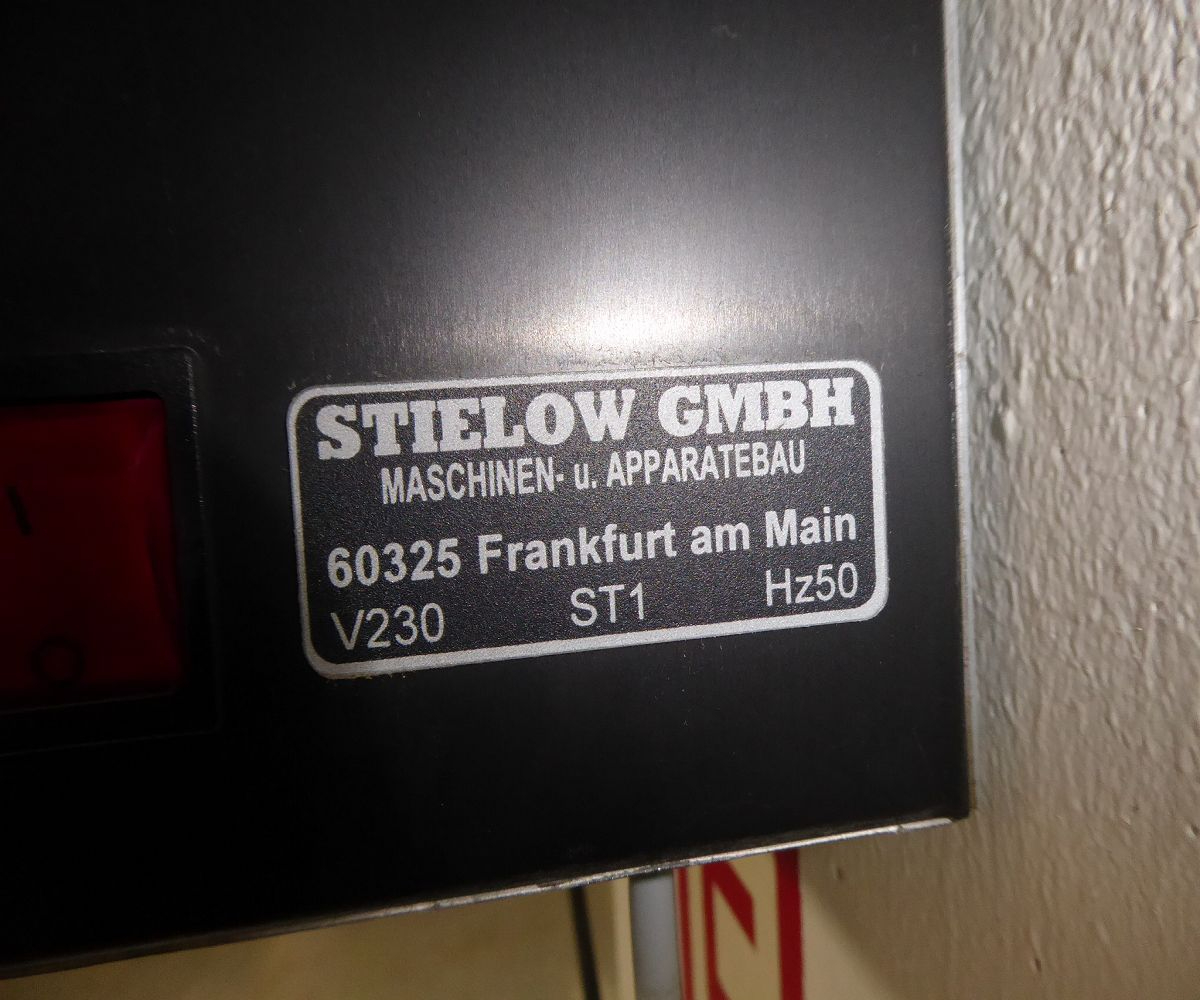 STIELOW GMBH
MASCHINEN- u. APPARATEBAU
60325 Frankfurt am Main
V230 ST1 Hz50